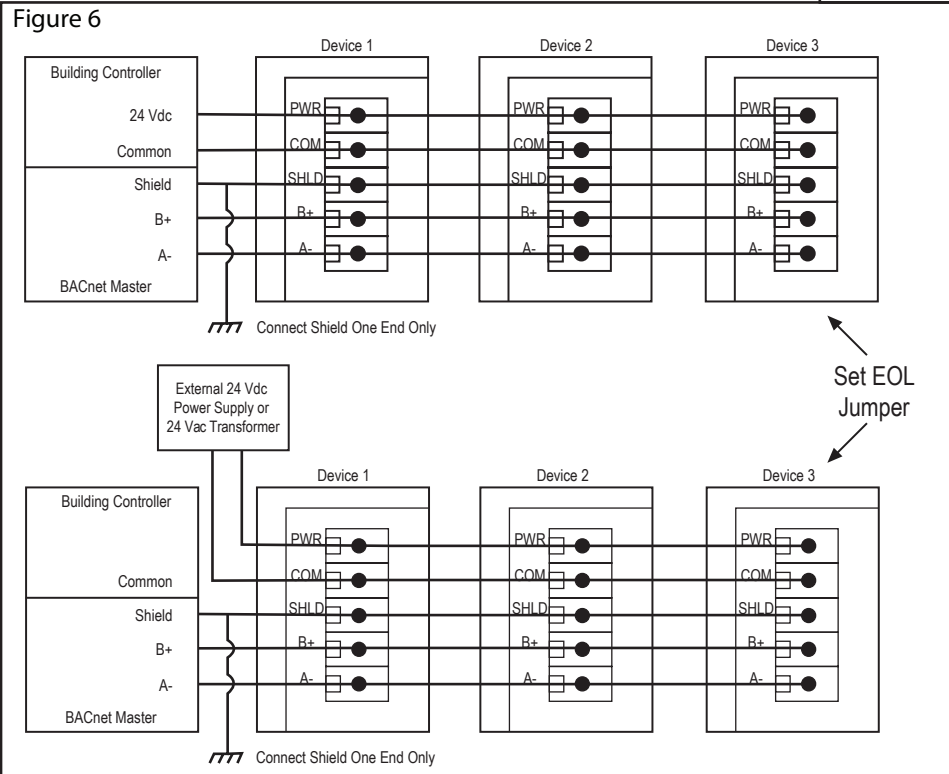 Figure 6
Device 1
Device 2
Device 3
Building Controller
24 Vdc
Common
Shield
B+
A-
BACnet Master
PWR
COM
SHLD
B+
A-
PWR
COM
SHLD
B+
A-
PWR
COM
SHLD
B+
A-
Connect Shield One End Only
Set EOL
Jumper
External 24 Vdc
Power Supply or
24 Vac Transformer
Device 1
Device 2
Device 3
Building Controller
Common
Shield
B+
A-
BACnet Master
PWR
COM
SHLD
B+
A-
PWR
COM
SHLD
B+
A-
PWR
COM
SHLD
B+
A-
Connect Shield One End Only